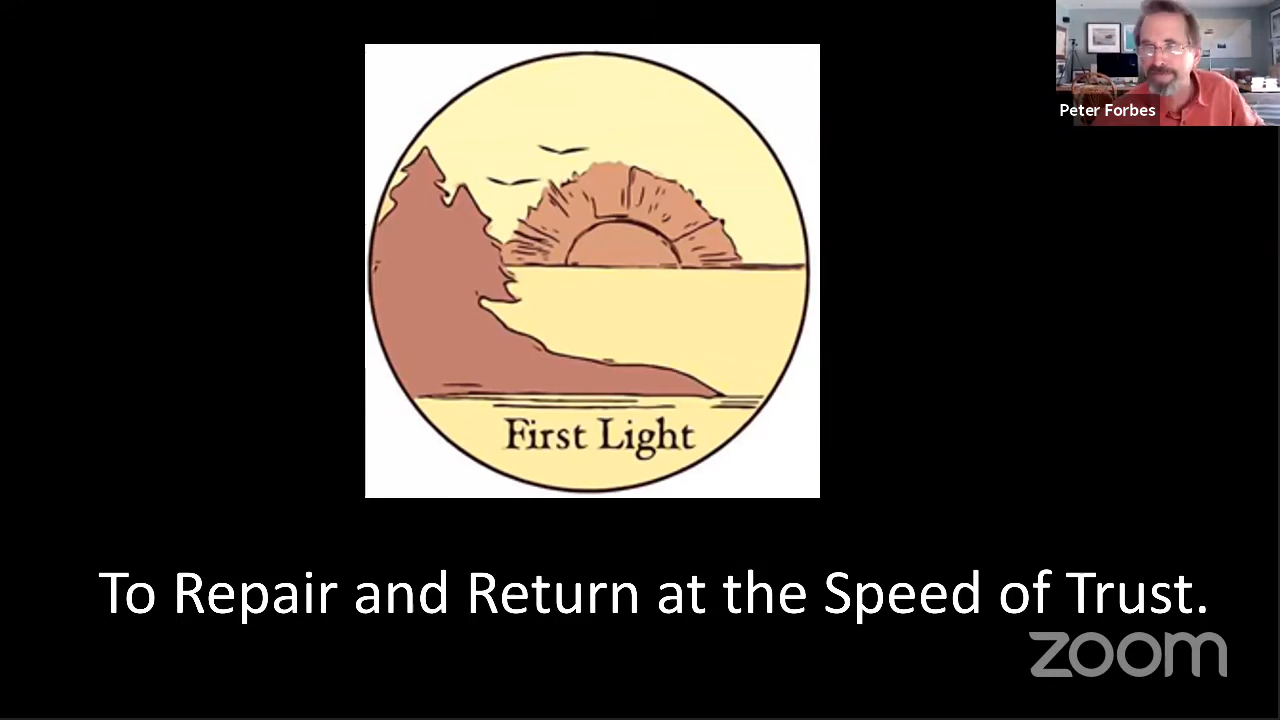 Peter Forbes
First Light
To Repair and Return at the Speed of Trust.
zoom